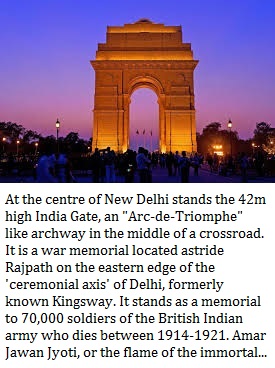 At the centre of New Delhi stands the 42m
high India Gate, an "Arc-de-Triomphe"
like archway in the middle of a crossroad.
It is a war memorial located astride
Rajpath on the eastern edge of the
'ceremonial axis' of Delhi, formerly
known Kingsway. It stands as a memorial
to 70,000 soldiers of the British Indian
army who dies between 1914-1921. Amar
Jawan Jyoti, or the flame of the immortal...